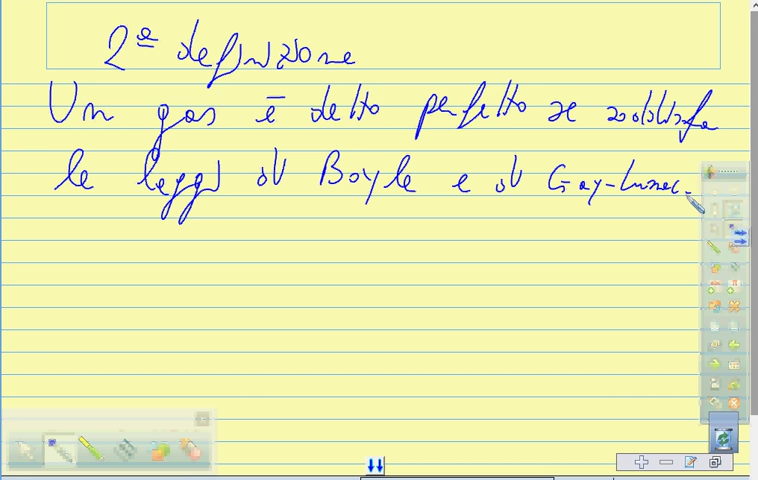 2ª definizione
Un gas è detto perfetto se soddisfa
le leggi di Boyle e di Gay-Lussac.